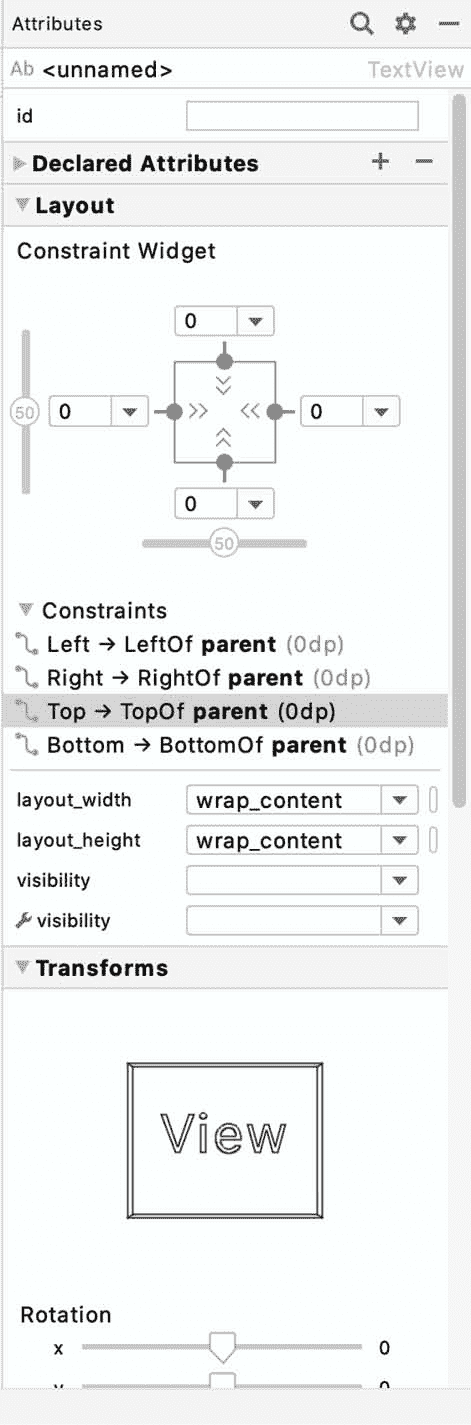 Attributes
Ab <unnamed> TextView
id
Declared Attributes + −
Layout
Constraint Widget
0
50 0 >> << 0
0
50
Constraints
Left → LeftOf parent (0dp)
Right → RightOf parent (0dp)
Top → TopOf parent (0dp)
Bottom → BottomOf parent (0dp)
layout_width wrap_content
layout_height wrap_content
visibility
visibility
Transforms
View
Rotation
x 0